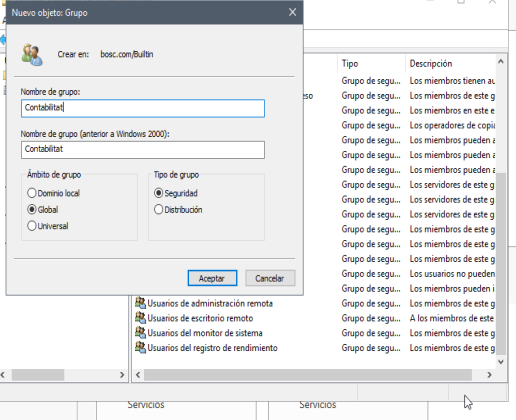 Nuevo objeto: Grupo
Crear en: bosc.com/Builtin
Nombre de grupo:
Contabilitat
Nombre de grupo (anterior a Windows 2000):
Contabilitat
Ámbito de grupo
Dominio local
Global
Universal
Tipo de grupo
Seguridad
Distribución
Aceptar
Cancelar
Tipo Descripción
Grupo de segu... Los miembros tienen au
eso Grupo de segu... Los miembros de este g
Grupo de segu... Los miembros en este e
Grupo de segu... Los operadores de copia
Grupo de segu... Los miembros pueden a
Grupo de segu... Los miembros pueden a
Grupo de segu... Los miembros pueden a
Grupo de segu... Los servidores de este g
Grupo de segu... Los servidores de este g
Grupo de segu... Los servidores de este g
Grupo de segu... Los miembros de este g
Grupo de segu... Los miembros de este g
Grupo de segu... Los miembros de este g
Grupo de segu... Los usuarios no pueden
Grupo de segu... Los miembros pueden i
Usuarios de administración remota Grupo de segu... Los miembros de este g
Usuarios de escritorio remoto Grupo de segu... A los miembros de este
Usuarios del monitor de sistema Grupo de segu... Los miembros de este g
Usuarios del registro de rendimiento Grupo de segu... Los miembros de este g
Servicios Servicios